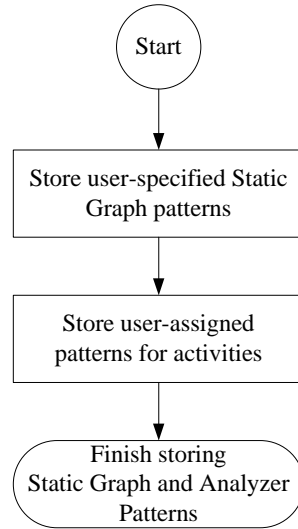 Start
Store user-specified Static
Graph patterns
Store user-assigned
patterns for activities
Finish storing
Static Graph and Analyzer
Patterns